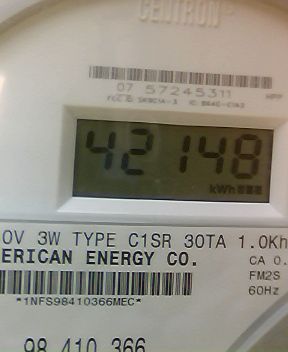 CENTRON®
07 57245311
42148
kWh
0V 3W TYPE C1SR 30TA 1.0Kh
ERICAN ENERGY CO.
CA 0.
FM2S
60Hz
*1NFS98410366MEC*
98 410 366